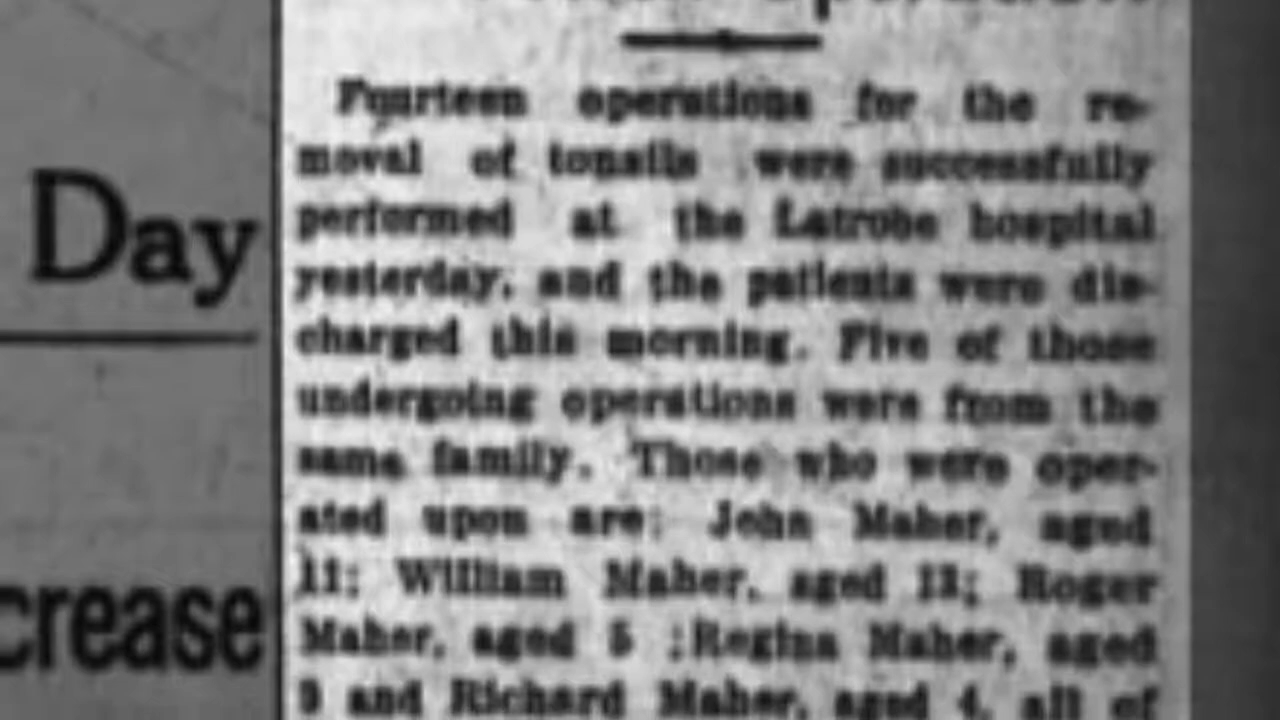 Day
crease
Fourteen operations for the re-
moval of tonsils were successfully
performed at the Latrobe hospital
yesterday, and the patients were dis-
charged this morning. Five of those
undergoing operations were from the
same family. Those who were oper-
ated upon are: John Maher, aged
11; William Maher, aged 13; Roger
Maher, aged 5 ;Regina Maher, aged
9 and Richard Maher, aged 4, all of